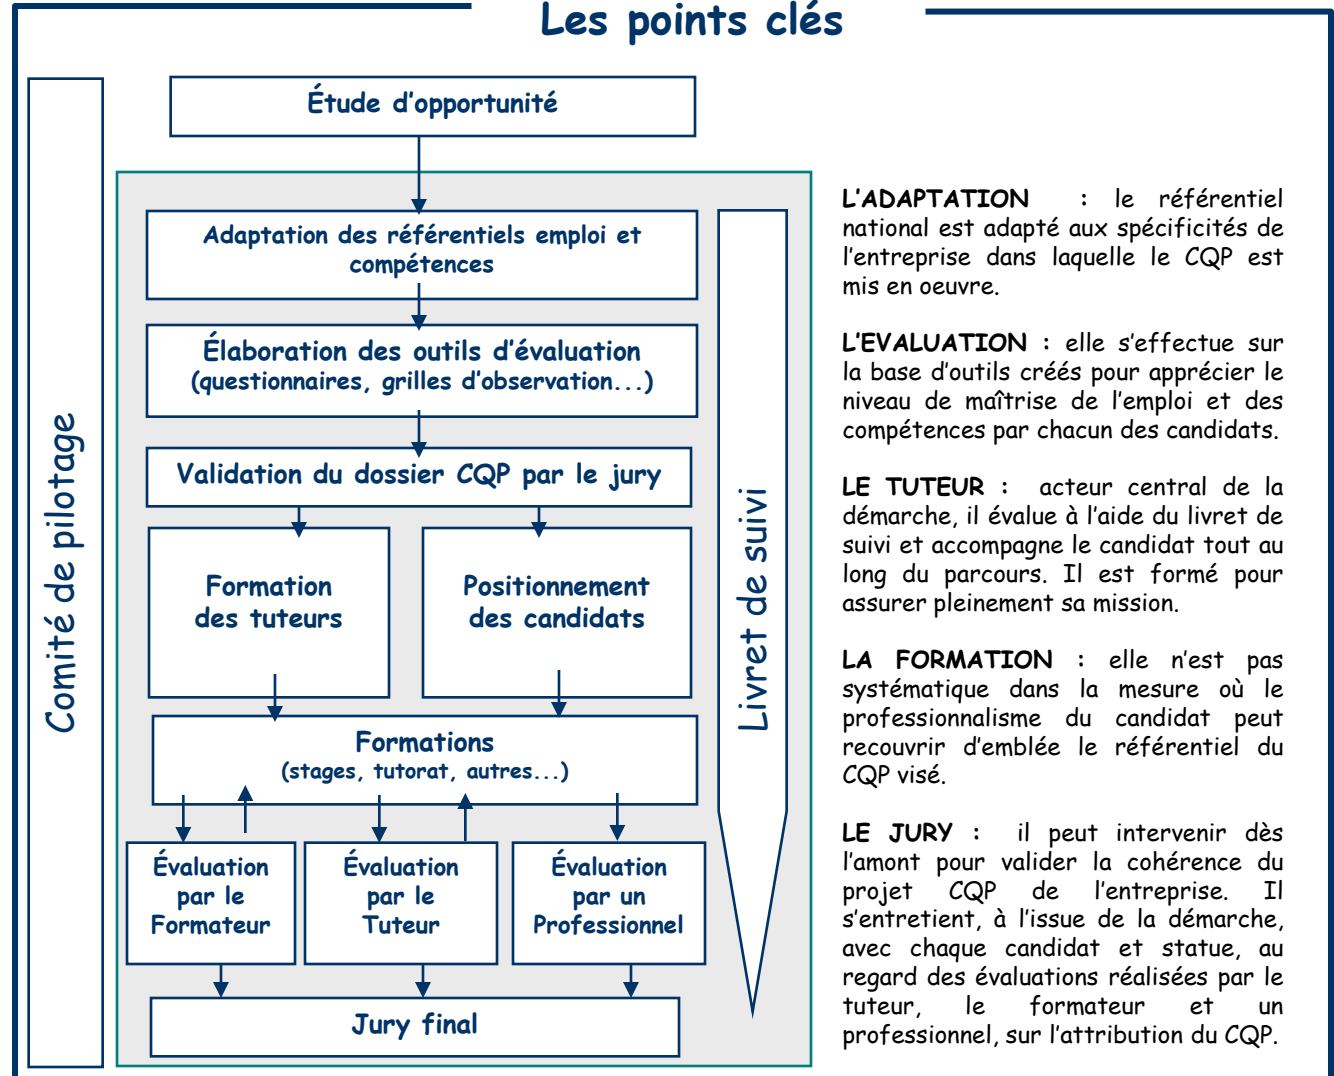 Les points clés
Comité de pilotage
Étude d'opportunité
Adaptation des référentiels emploi et
compétences
Élaboration des outils d'évaluation
(questionnaires, grilles d'observation...)
Validation du dossier CQP par le jury
Formation
des tuteurs
Positionnement
des candidats
Formations
(stages, tutorat, autres...)
Évaluation
par le
Formateur
Évaluation
par le
Tuteur
Évaluation
par un
Professionnel
Jury final
Livret de suivi
L'ADAPTATION : le référentiel
national est adapté aux spécificités de
l'entreprise dans laquelle le CQP est
mis en oeuvre.
L'EVALUATION : elle s'effectue sur
la base d'outils créés pour apprécier le
niveau de maîtrise de l'emploi et des
compétences par chacun des candidats.
LE TUTEUR : acteur central de la
démarche, il évalue à l'aide du livret de
suivi et accompagne le candidat tout au
long du parcours. Il est formé pour
assurer pleinement sa mission.
LA FORMATION : elle n'est pas
systématique dans la mesure où le
professionnalisme du candidat peut
recouvrir d'emblée le référentiel du
CQP visé.
LE JURY : il peut intervenir dès
l'amont pour valider la cohérence du
projet CQP de l'entreprise. Il
s'entretient, à l'issue de la démarche,
avec chaque candidat et statue, au
regard des évaluations réalisées par le
tuteur, le formateur et un
professionnel, sur l'attribution du CQP.